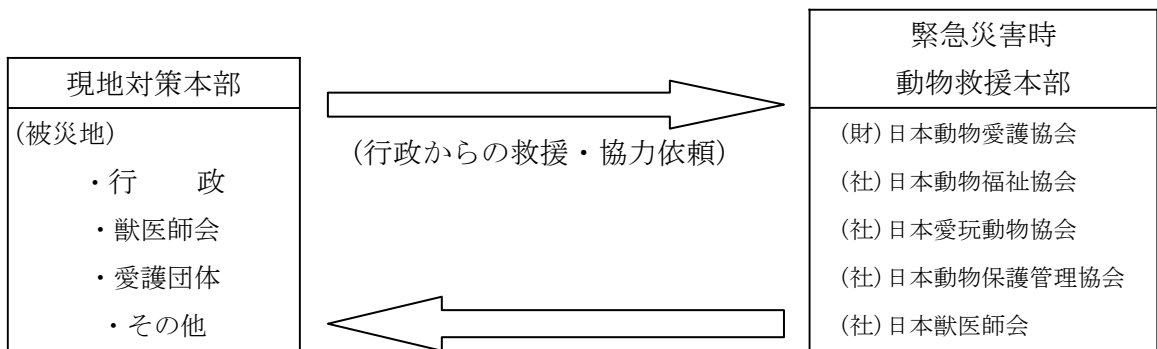 現地対策本部
(被災地)
・行　　政
・獣医師会
・愛護団体
・その他
(行政からの救援・協力依頼)
緊急災害時
動物救援本部
(財)日本動物愛護協会
(社)日本動物福祉協会
(社)日本愛玩動物協会
(社)日本動物保護管理協会
(社)日本獣医師会